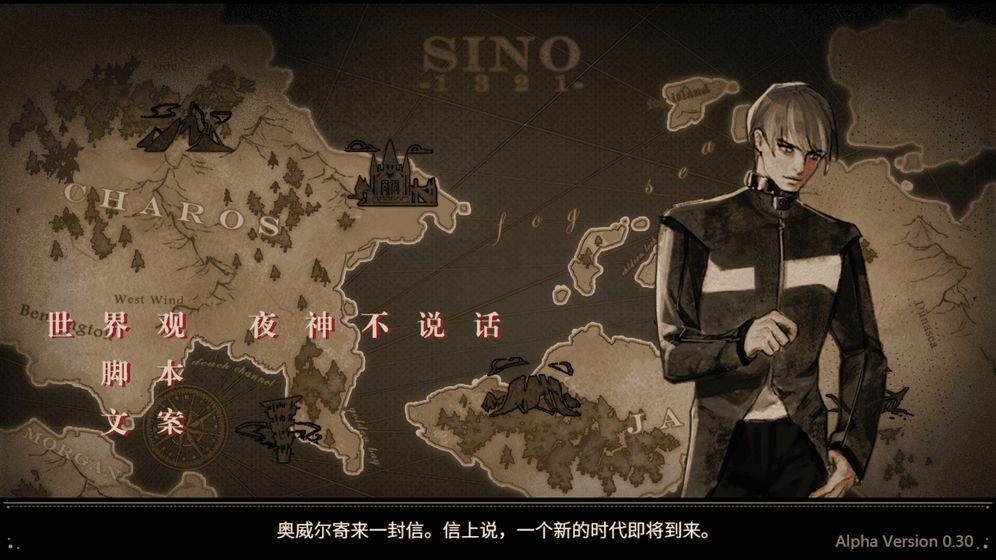 SINO
-1321-
island
fog sea
CHAROS
West Wind
世界观 夜神不说话
脚本
文案
channel
MORGAN
JA
奥威尔寄来一封信。信上说，一个新的时代即将到来。
Alpha Version 0.30